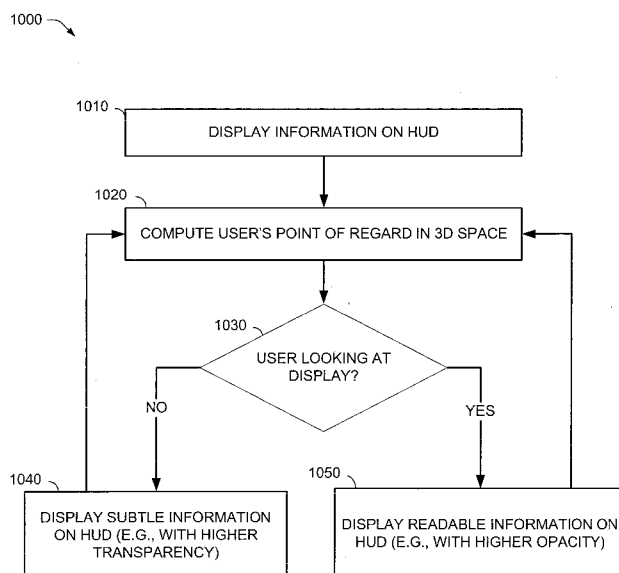 1000
1010
DISPLAY INFORMATION ON HUD
1020
COMPUTE USER'S POINT OF REGARD IN 3D SPACE
1030
USER LOOKING AT
DISPLAY?
NO
YES
1040
DISPLAY SUBTLE INFORMATION
ON HUD (E.G., WITH HIGHER
TRANSPARENCY)
1050
DISPLAY READABLE INFORMATION ON
HUD (E.G., WITH HIGHER OPACITY)